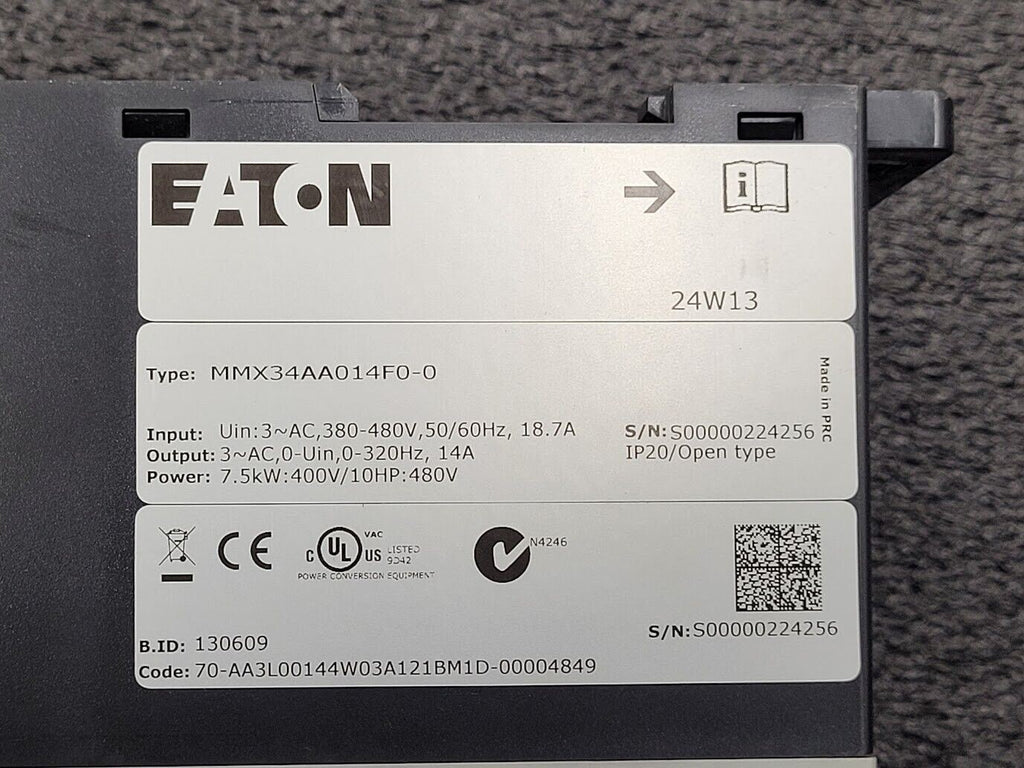 EATON
i
24W13
Type: MMX34AA014F0-0
Made in PRC
Input: Uin:3~AC,380-480V,50/60Hz, 18.7A
Output: 3~AC,0-Uin,0-320Hz, 14A
Power: 7.5kW:400V/10HP:480V
S/N: S00000224256
IP20/Open type
CE
C UL US VAC LISTED
9D42
POWER CONVERSION EQUIPMENT
N4246
S/N: S00000224256
B.ID: 130609
Code: 70-AA3L00144W03A121BM1D-00004849